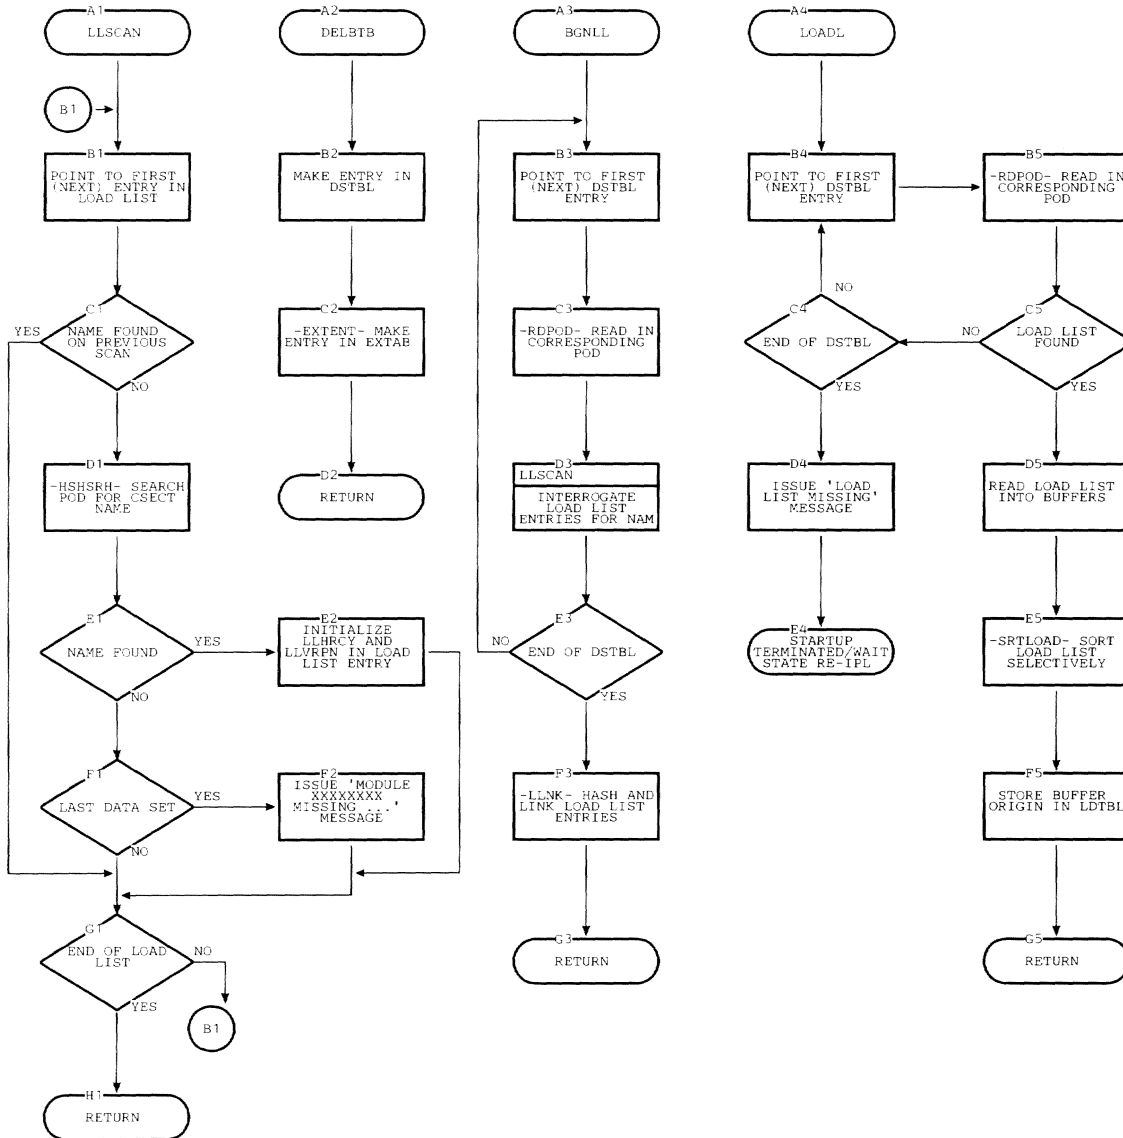 A1
LLSCAN
B1
B1
POINT TO FIRST
(NEXT) ENTRY IN
LOAD LIST
C1
NAME FOUND
ON PREVIOUS
SCAN
YES
NO
D1
-HSHSRH- SEARCH
POD FOR CSECT
NAME
E1
NAME FOUND
YES
NO
E2
INITIALIZE
LLHRCY AND
LLVRPN IN LOAD
LIST ENTRY
F1
LAST DATA SET
YES
NO
F2
ISSUE 'MODULE
XXXXXXXX
MISSING ...'
MESSAGE
G1
END OF LOAD
LIST
NO
YES
B1
H1
RETURN
A2
DELBTB
B2
MAKE ENTRY IN
DSTBL
C2
-EXTENT- MAKE
ENTRY IN EXTAB
D2
RETURN
A3
BGNLL
B3
POINT TO FIRST
(NEXT) DSTBL
ENTRY
C3
-RDPOD- READ IN
CORRESPONDING
POD
D3
LLSCAN
INTERROGATE
LOAD LIST
ENTRIES FOR NAM
E3
END OF DSTBL
NO
YES
F3
-LLNK- HASH AND
LINK LOAD LIST
ENTRIES
G3
RETURN
A4
LOADL
B4
POINT TO FIRST
(NEXT) DSTBL
ENTRY
B5
-RDPOD- READ IN
CORRESPONDING
POD
C4
END OF DSTBL
NO
YES
C5
LOAD LIST
FOUND
NO
YES
D4
ISSUE 'LOAD
LIST MISSING'
MESSAGE
E4
STARTUP
TERMINATED/WAIT
STATE RE-IPL
D5
READ LOAD LIST
INTO BUFFERS
E5
-SRTLOAD- SORT
LOAD LIST
SELECTIVELY
F5
STORE BUFFER
ORIGIN IN LDTBL
G5
RETURN